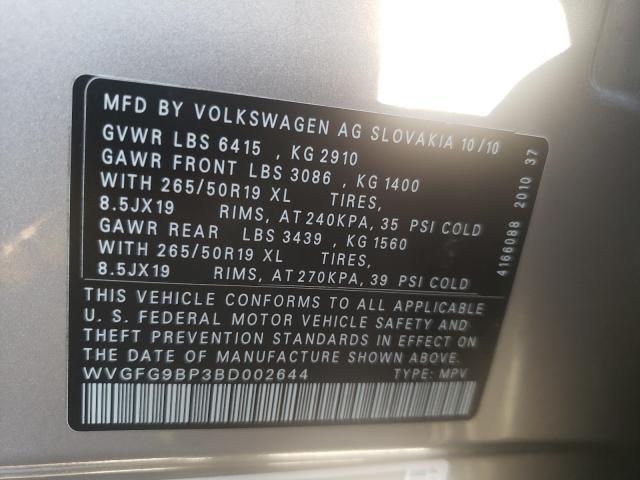 MFD BY VOLKSWAGEN AG SLOVAKIA 10/10
GVWR LBS 6415 , KG 2910
GAWR FRONT LBS 3086 , KG 1400
WITH 265/50R19 XL TIRES,
8.5JX19 RIMS, AT 240KPA, 35 PSI COLD
GAWR REAR LBS 3439 , KG 1560
WITH 265/50R19 XL TIRES,
8.5JX19 RIMS, AT 270KPA, 39 PSI COLD
THIS VEHICLE CONFORMS TO ALL APPLICABLE
U. S. FEDERAL MOTOR VEHICLE SAFETY AND
THEFT PREVENTION STANDARDS IN EFFECT ON
THE DATE OF MANUFACTURE SHOWN ABOVE.
WVGFG9BP3BD002644 TYPE: MPV
4166088 2010 37